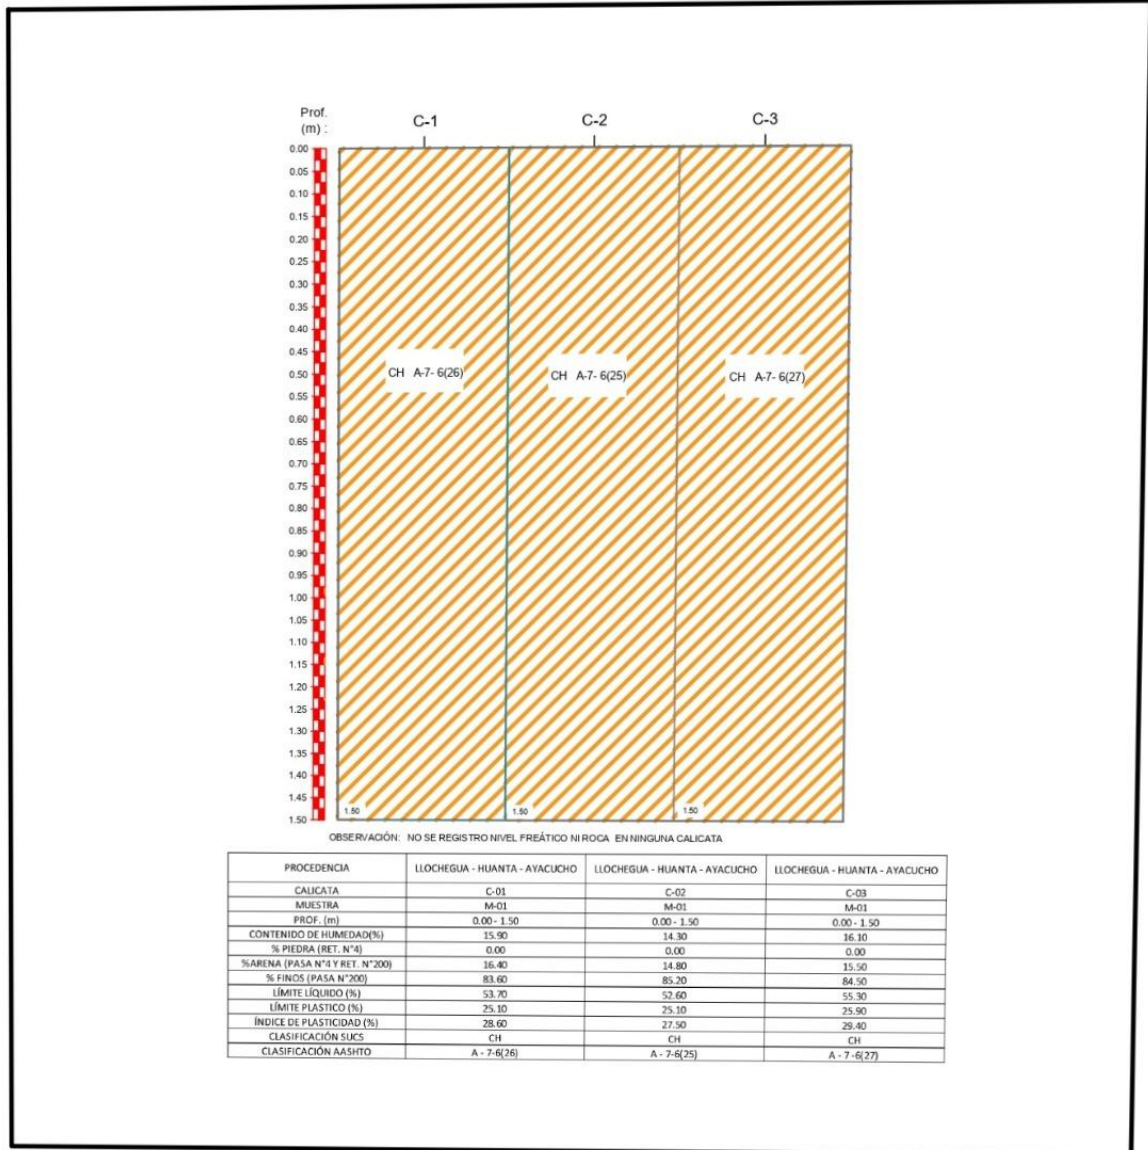 Prof.
(m) :
C-1
C-2
C-3
0.00
0.05
0.10
0.15
0.20
0.25
0.30
0.35
0.40
0.45
0.50
0.55
0.60
0.65
0.70
0.75
0.80
0.85
0.90
0.95
1.00
1.05
1.10
1.15
1.20
1.25
1.30
1.35
1.40
1.45
1.50
CH A-7- 6(26)
CH A-7- 6(25)
CH A-7- 6(27)
1.50
1.50
1.50
OBSERVACIÓN: NO SE REGISTRO NIVEL FREÁTICO NI ROCA EN NINGUNA CALICATA
PROCEDENCIA LLOCHEGUA - HUANTA - AYACUCHO LLOCHEGUA - HUANTA - AYACUCHO LLOCHEGUA - HUANTA - AYACUCHO
CALICATA C-01 C-02 C-03
MUESTRA M-01 M-01 M-01
PROF. (m) 0.00 - 1.50 0.00 - 1.50 0.00 - 1.50
CONTENIDO DE HUMEDAD(%) 15.90 14.30 16.10
% PIEDRA (RET. N°4) 0.00 0.00 0.00
%ARENA (PASA N°4 Y RET. N°200) 16.40 14.80 15.50
% FINOS (PASA N°200) 83.60 85.20 84.50
LÍMITE LÍQUIDO (%) 53.70 52.60 55.30
LÍMITE PLASTICO (%) 25.10 25.10 25.90
ÍNDICE DE PLASTICIDAD (%) 28.60 27.50 29.40
CLASIFICACIÓN SUCS CH CH CH
CLASIFICACIÓN AASHTO A - 7-6(26) A - 7-6(25) A - 7 -6(27)